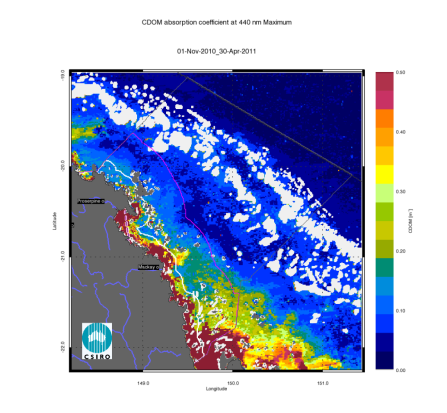 CDOM absorption coefficient at 440 nm Maximum
01-Nov-2010_30-Apr-2011
-19.0
-20.0
-21.0
-22.0
Latitude
Proserpine
Mackay
CSIRO
149.0 150.0 151.0
Longitude
0.50
0.40
0.30
0.20
0.10
0.00